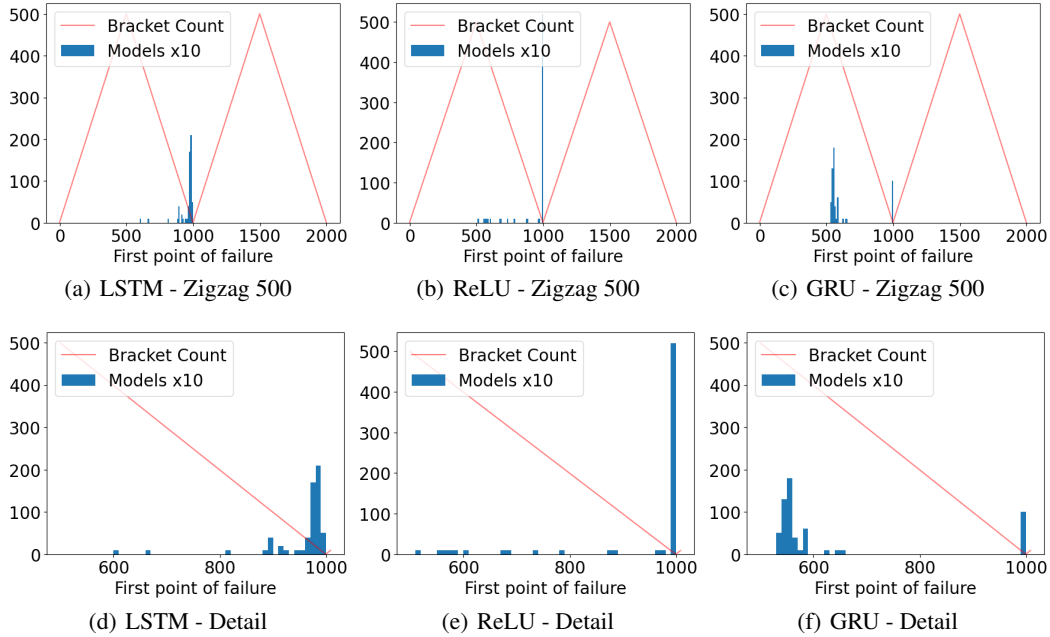 500
400
300
200
100
0
Bracket Count
Models x10
0 500 1000 1500 2000
First point of failure
(a) LSTM - Zigzag 500
500
400
300
200
100
0
Bracket Count
Models x10
0 500 1000 1500 2000
First point of failure
(b) ReLU - Zigzag 500
500
400
300
200
100
0
Bracket Count
Models x10
0 500 1000 1500 2000
First point of failure
(c) GRU - Zigzag 500
500
400
300
200
100
0
Bracket Count
Models x10
600 800 1000
First point of failure
(d) LSTM - Detail
500
400
300
200
100
0
Bracket Count
Models x10
600 800 1000
First point of failure
(e) ReLU - Detail
500
400
300
200
100
0
Bracket Count
Models x10
600 800 1000
First point of failure
(f) GRU - Detail